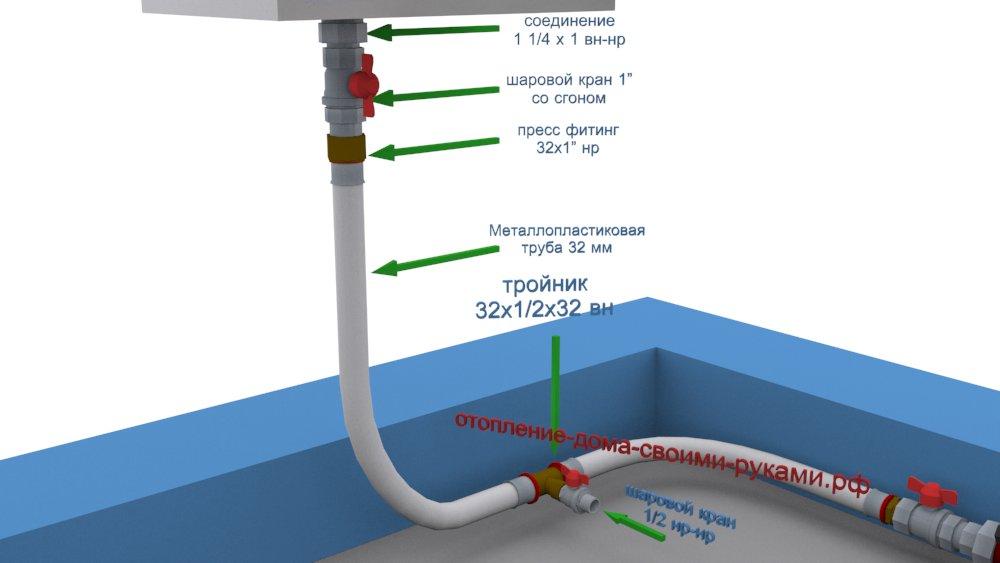 соединение
1 1/4 х 1 вн-нр
шаровой кран 1”
со сгоном
пресс фитинг
32х1” нр
Металлопластиковая
труба 32 мм
тройник
32х1/2х32 вн
отопление-дома-своими-руками.рф
шаровой кран
1/2 нр-нр